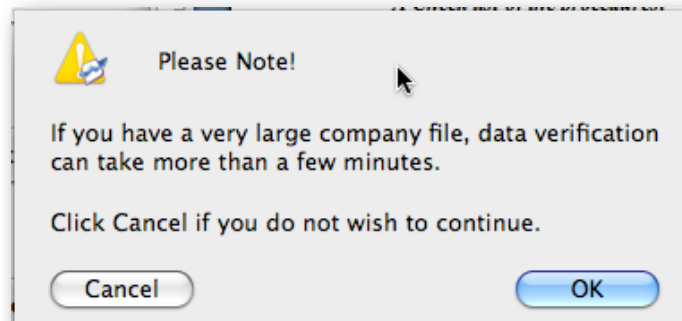 Please Note!
If you have a very large company file, data verification
can take more than a few minutes.
Click Cancel if you do not wish to continue.
Cancel
OK